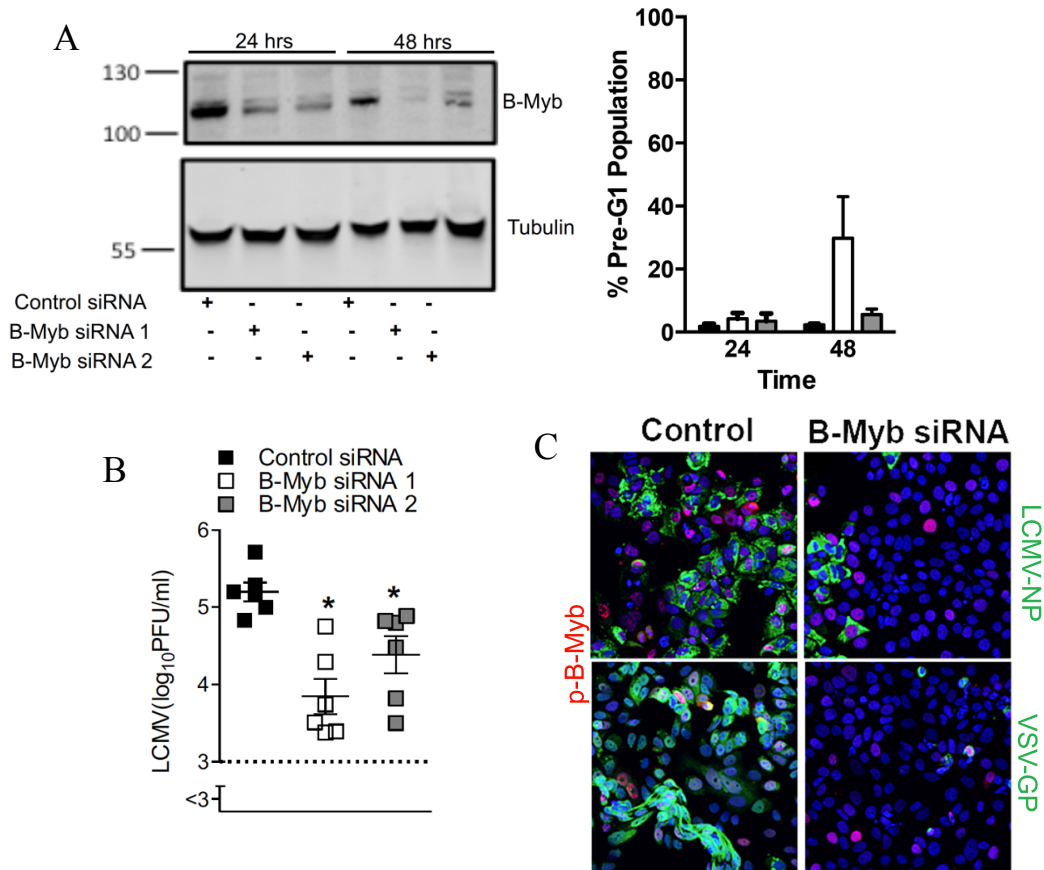 A
24 hrs
48 hrs
130
100
B-Myb
55
Tubulin
Control siRNA + - - + - -
B-Myb siRNA 1 - + - - + -
B-Myb siRNA 2 - - + - - +
% Pre-G1 Population
100
80
60
40
20
0
24
48
Time
B
Control siRNA
B-Myb siRNA 1
B-Myb siRNA 2
LCMV(log10PFU/ml)
6
5
4
3
<3
*
*
C
Control
B-Myb siRNA
p-B-Myb
LCMV-NP
VSV-GP